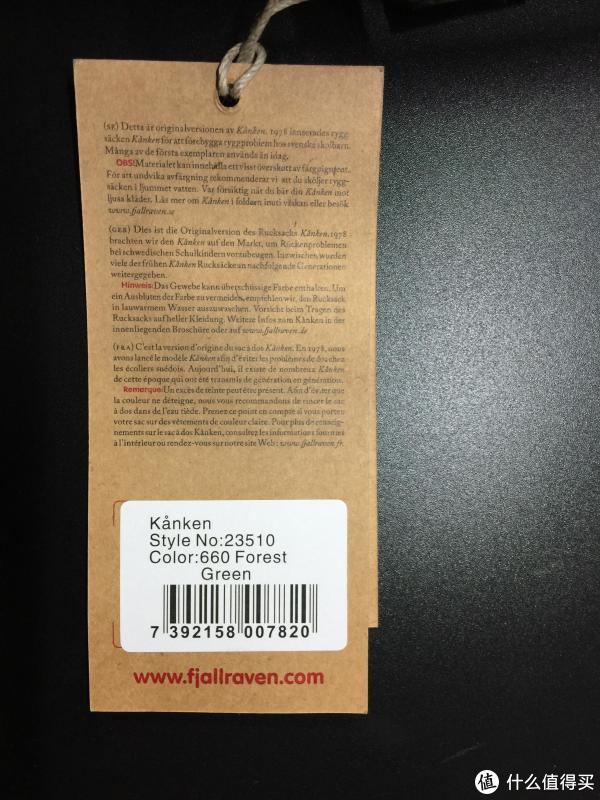 (SE) Detta är originalversionen av Kånken. 1978 lanserades rygg-
säcken Kånken för att förebygga ryggproblem hos svenska skolbarn.
Många av de första exemplaren används än idag.
OBS! Materialet kan innehålla ett visst överskott av färgpigment.
För att undvika avfärgning rekommenderar vi att du sköljer rygg-
säcken i ljummet vatten. Var försiktig när du bär din Kånken mot
ljusa kläder. Läs mer om Kånken i foldern inuti väskan eller besök
www.fjallraven.se
(GER) Dies ist die Originalversion des Rucksacks Kånken. 1978
brachten wir den Kånken auf den Markt, um Rückenproblemen
bei schwedischen Schulkindern vorzubeugen. Inzwischen wurden
viele der frühen Kånken Rucksäcke an nachfolgende Generationen
weitergegeben.
Hinweis: Das Gewebe kann überschüssige Farbe enthalten. Um
ein Ausbluten der Farbe zu vermeiden, empfehlen wir, den Rucksack
in lauwarmem Wasser auszuwaschen. Vorsicht beim Tragen des
Rucksacks auf heller Kleidung. Weitere Infos zum Kånken in der
innenliegenden Broschüre oder auf www.fjallraven.de
(FRA) C'est la version d'origine du sac à dos Kånken. En 1978, nous
avons lancé le modèle Kånken afin d'éviter les problèmes de dos chez
les écoliers suédois. Aujourd'hui, il existe de nombreux Kånken
de cette époque qui ont été transmis de génération en génération.
Remarque: Un excès de teinte peut être présent. Afin d'éviter que
la couleur ne déteigne, nous vous recommandons de rincer le sac
à dos dans de l'eau tiède. Prenez ce point en compte si vous portez
votre sac sur des vêtements de couleur claire. Pour plus de renseig-
nements sur le sac à dos Kånken, consultez les informations fournies
à l'intérieur ou rendez-vous sur notre site Web : www.fjallraven.fr.
Kånken
Style No:23510
Color:660 Forest
Green
7 392158 007820
www.fjallraven.com
值 什么值得买